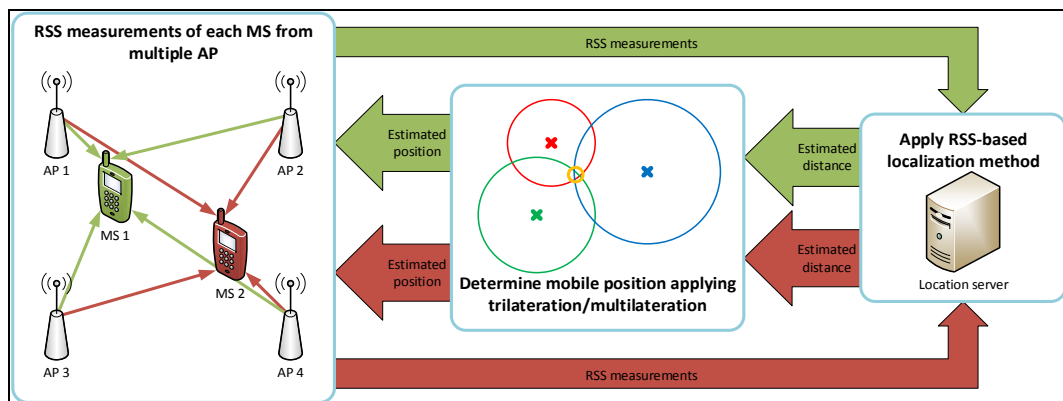 RSS measurements of each MS from
multiple AP
AP 1
AP 2
MS 1
MS 2
AP 3
AP 4
RSS measurements
Estimated
position
Estimated
position
Determine mobile position applying
trilateration/multilateration
Estimated
distance
Estimated
distance
Apply RSS-based
localization method
Location server
RSS measurements